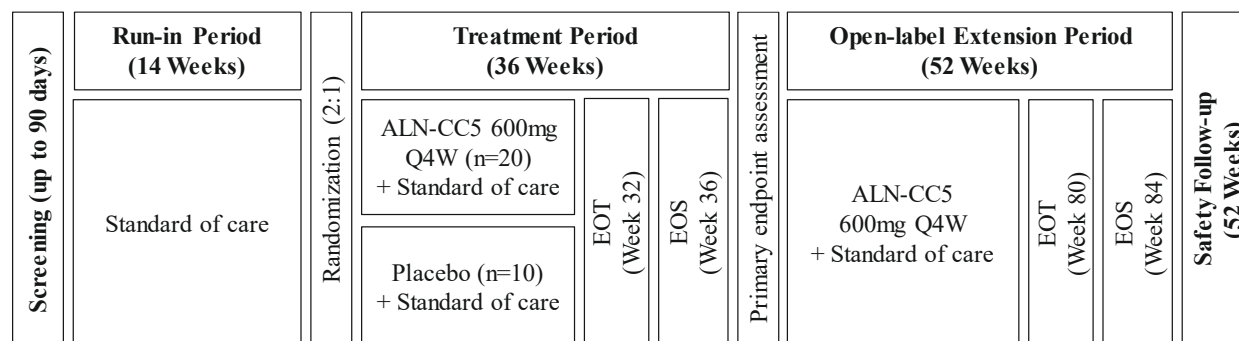 Screening (up to 90 days)
Run-in Period
(14 Weeks)
Standard of care
Randomization (2:1)
Treatment Period
(36 Weeks)
ALN-CC5 600mg
Q4W (n=20)
+ Standard of care
Placebo (n=10)
+ Standard of care
EOT
(Week 32)
EOS
(Week 36)
Primary endpoint assessment
Open-label Extension Period
(52 Weeks)
ALN-CC5
600mg Q4W
+ Standard of care
EOT
(Week 80)
EOS
(Week 84)
Safety Follow-up
(52 Weeks)